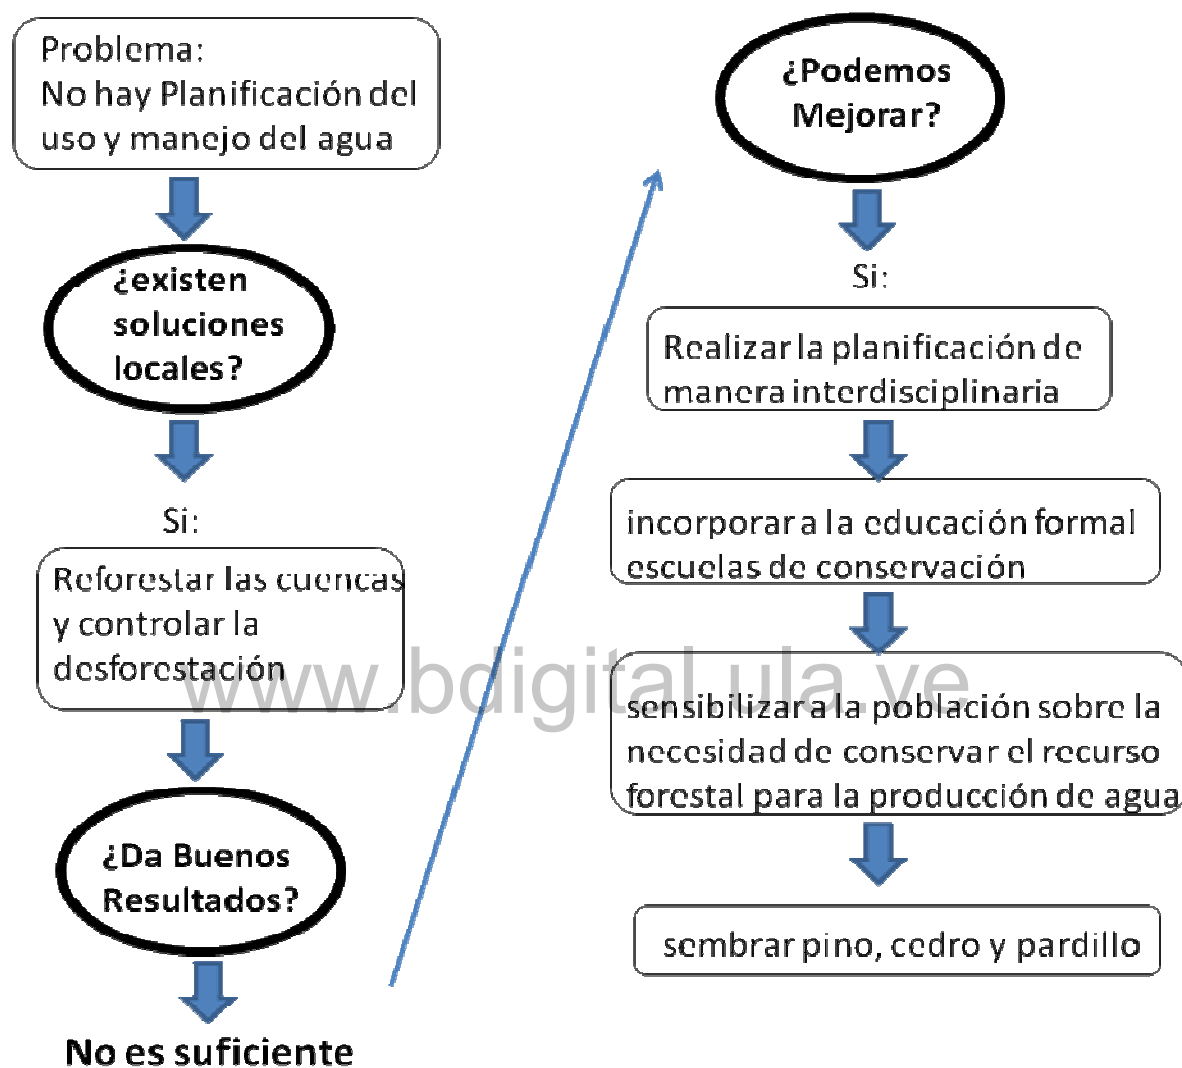 Problema:
No hay Planificación del
uso y manejo del agua
¿existen
soluciones
locales?
Si:
Reforestar las cuencas
y controlar la
desforestación
¿Da Buenos
Resultados?
No es suficiente
¿Podemos
Mejorar?
Si:
Realizar la planificación de
manera interdisciplinaria
incorporar a la educación formal
escuelas de conservación
sensibilizar a la población sobre la
necesidad de conservar el recurso
forestal para la producción de agua
sembrar pino, cedro y pardillo
www.bdigital.ula.ve